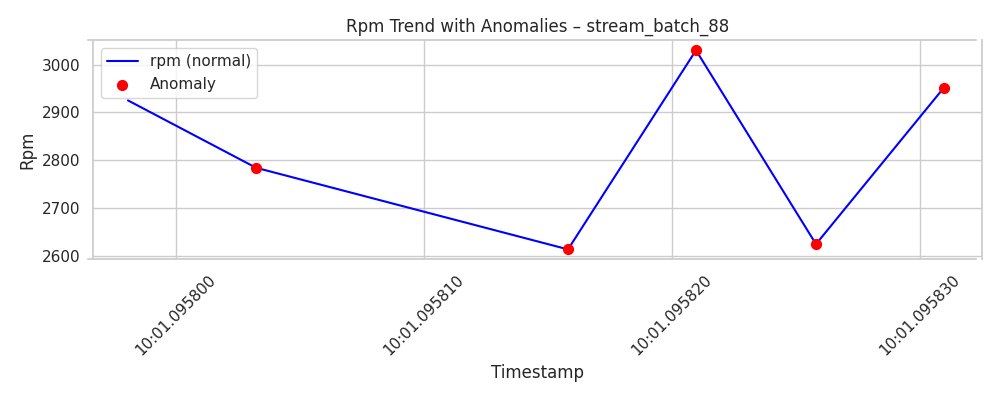 Rpm Trend with Anomalies – stream_batch_88
rpm (normal)
Anomaly
Rpm
3000
2900
2800
2700
2600
10:01.095800
10:01.095810
10:01.095820
10:01.095830
Timestamp